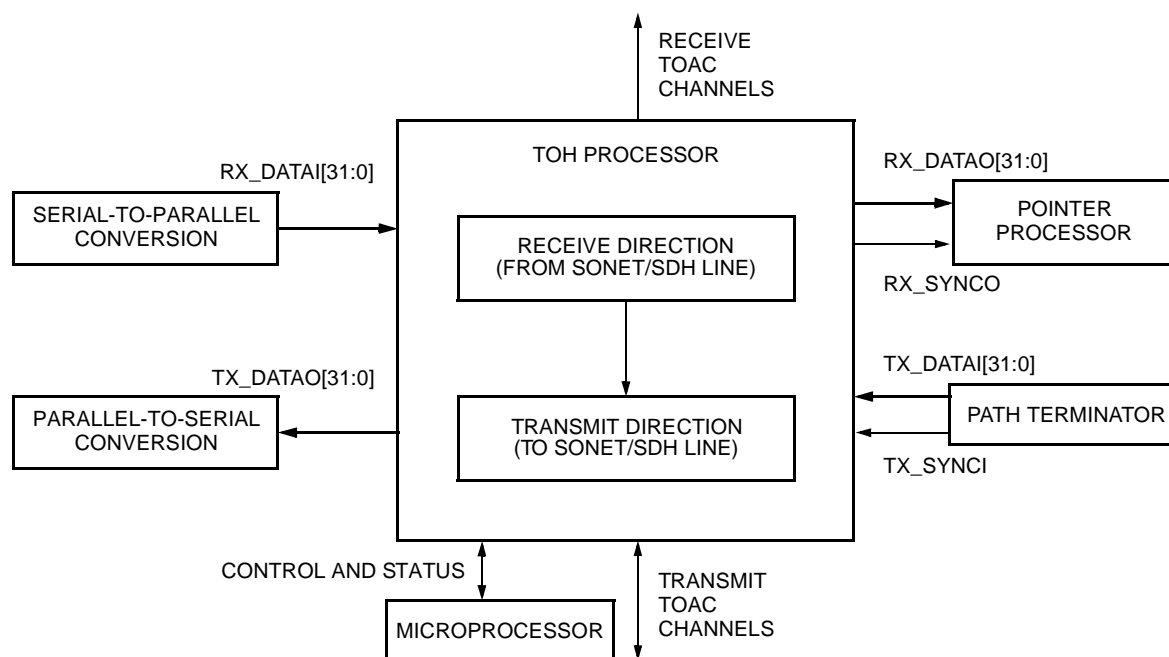 RECEIVE
TOAC
CHANNELS
TOH PROCESSOR
RX_DATAI[31:0]
RX_DATAO[31:0]
SERIAL-TO-PARALLEL
CONVERSION
RECEIVE DIRECTION
(FROM SONET/SDH LINE)
POINTER
PROCESSOR
RX_SYNCO
TX_DATAO[31:0]
TX_DATAI[31:0]
PARALLEL-TO-SERIAL
CONVERSION
TRANSMIT DIRECTION
(TO SONET/SDH LINE)
PATH TERMINATOR
TX_SYNCI
CONTROL AND STATUS
MICROPROCESSOR
TRANSMIT
TOAC
CHANNELS